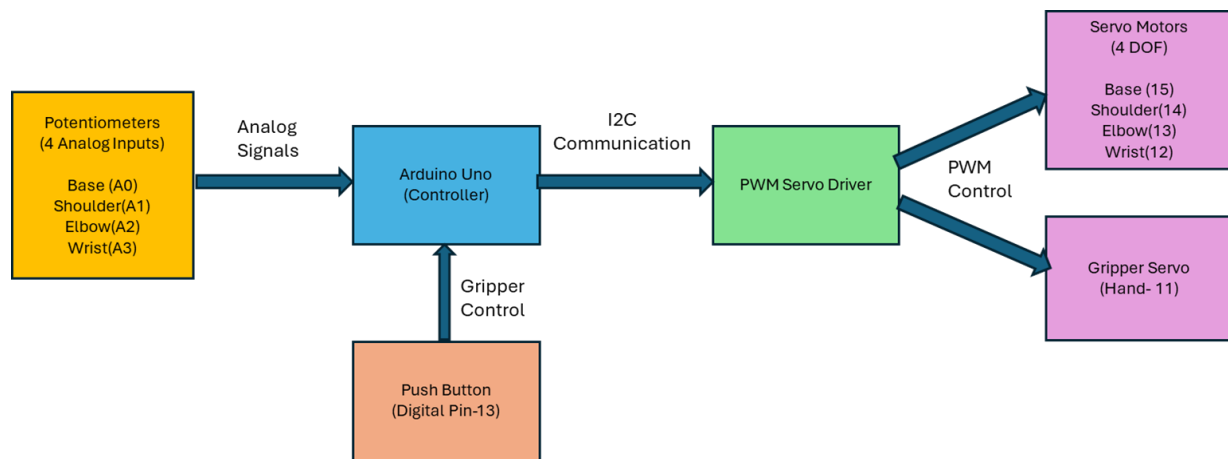 Potentiometers
(4 Analog Inputs)
Base (A0)
Shoulder(A1)
Elbow(A2)
Wrist(A3)
Analog
Signals
Arduino Uno
(Controller)
Gripper
Control
Push Button
(Digital Pin-13)
I2C
Communication
PWM Servo Driver
PWM
Control
Servo Motors
(4 DOF)
Base (15)
Shoulder(14)
Elbow(13)
Wrist(12)
Gripper Servo
(Hand- 11)